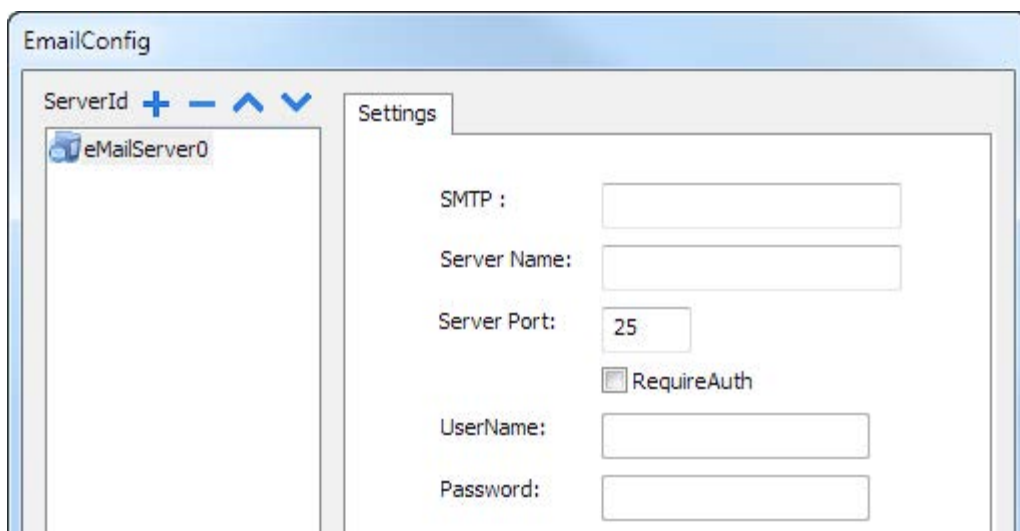 EmailConfig
ServerId
eMailServer0
Settings
SMTP :
Server Name:
Server Port:
25
RequireAuth
UserName:
Password: